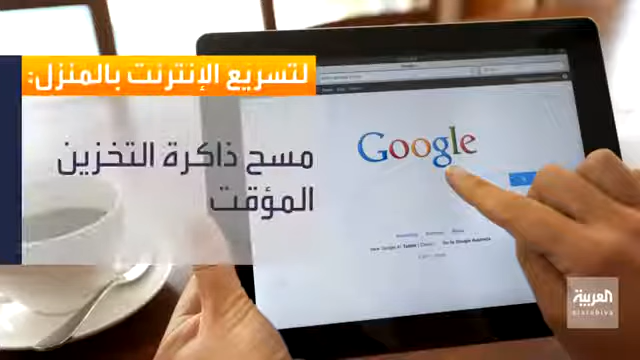 لتسريع الإنترنت بالمنزل:
مسح ذاكرة التخزين
المؤقت
Google
العربية
alarabiya